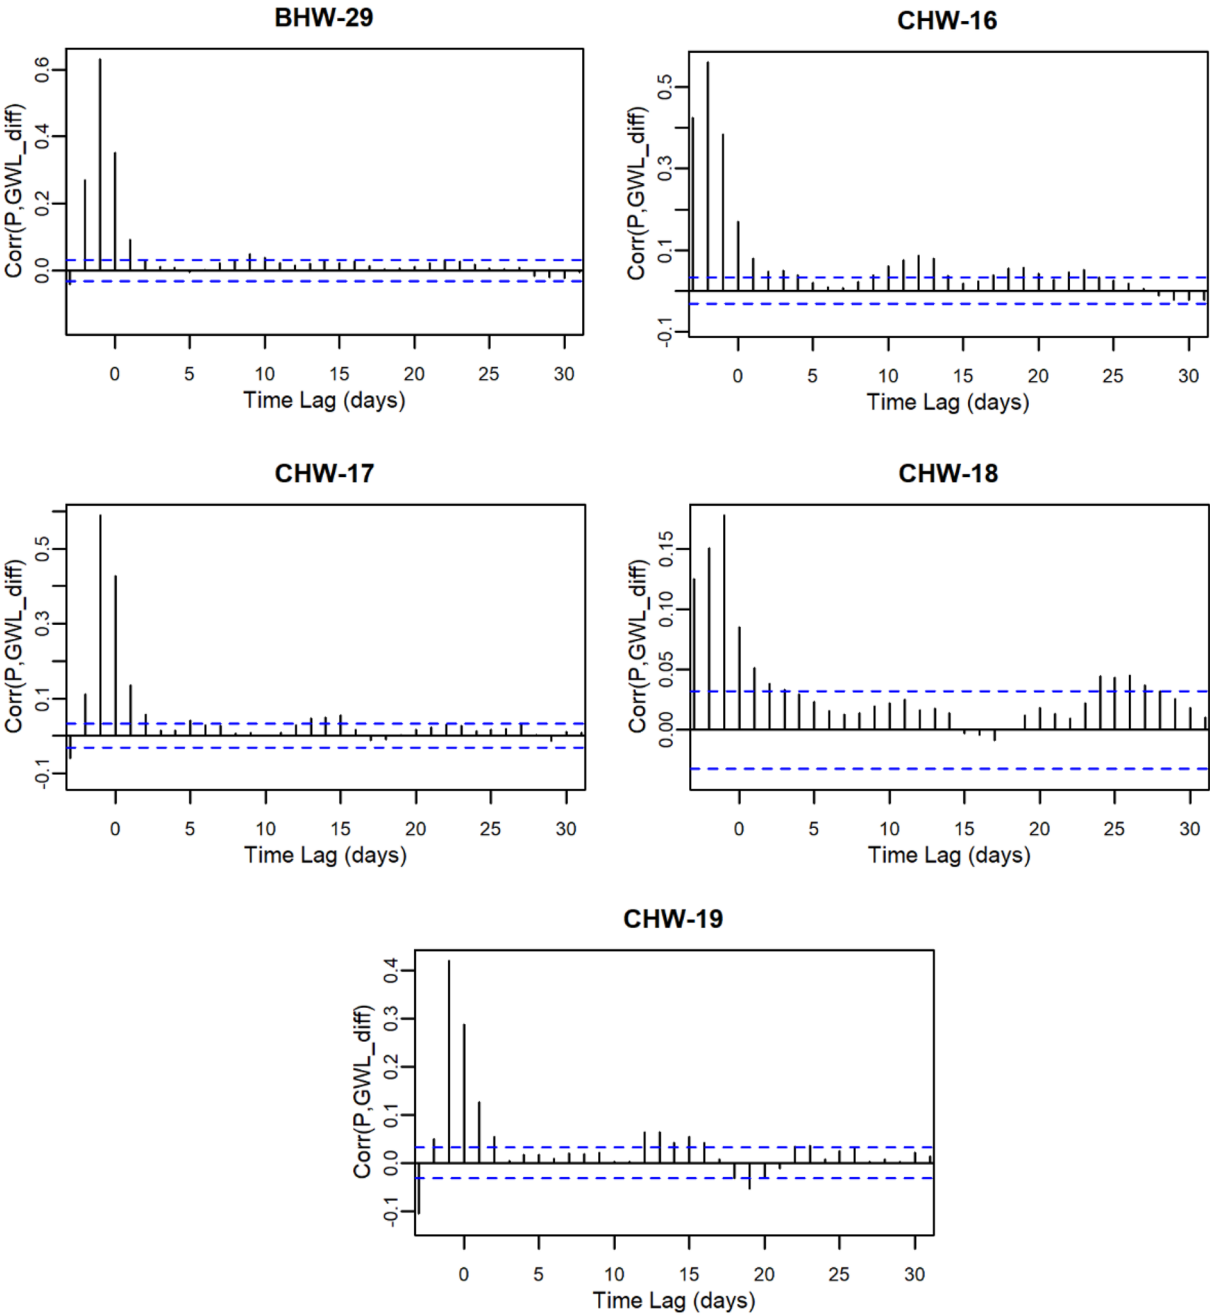 BHW-29
Corr(P,GWL_diff)
0.6
0.4
0.2
0.0
0 5 10 15 20 25 30
Time Lag (days)
CHW-16
Corr(P,GWL_diff)
0.5
0.3
0.1
-0.1
0 5 10 15 20 25 30
Time Lag (days)
CHW-17
Corr(P,GWL_diff)
0.5
0.3
0.1
-0.1
0 5 10 15 20 25 30
Time Lag (days)
CHW-18
Corr(P,GWL_diff)
0.15
0.10
0.05
0.00
0 5 10 15 20 25 30
Time Lag (days)
CHW-19
Corr(P,GWL_diff)
0.4
0.3
0.2
0.1
0.0
-0.1
0 5 10 15 20 25 30
Time Lag (days)